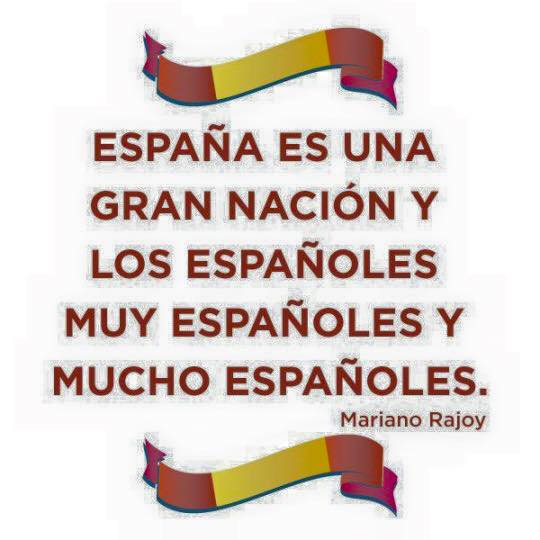 ESPAÑA ES UNA
GRAN NACIÓN Y
LOS ESPAÑOLES
MUY ESPAÑOLES Y
MUCHO ESPAÑOLES.
Mariano Rajoy